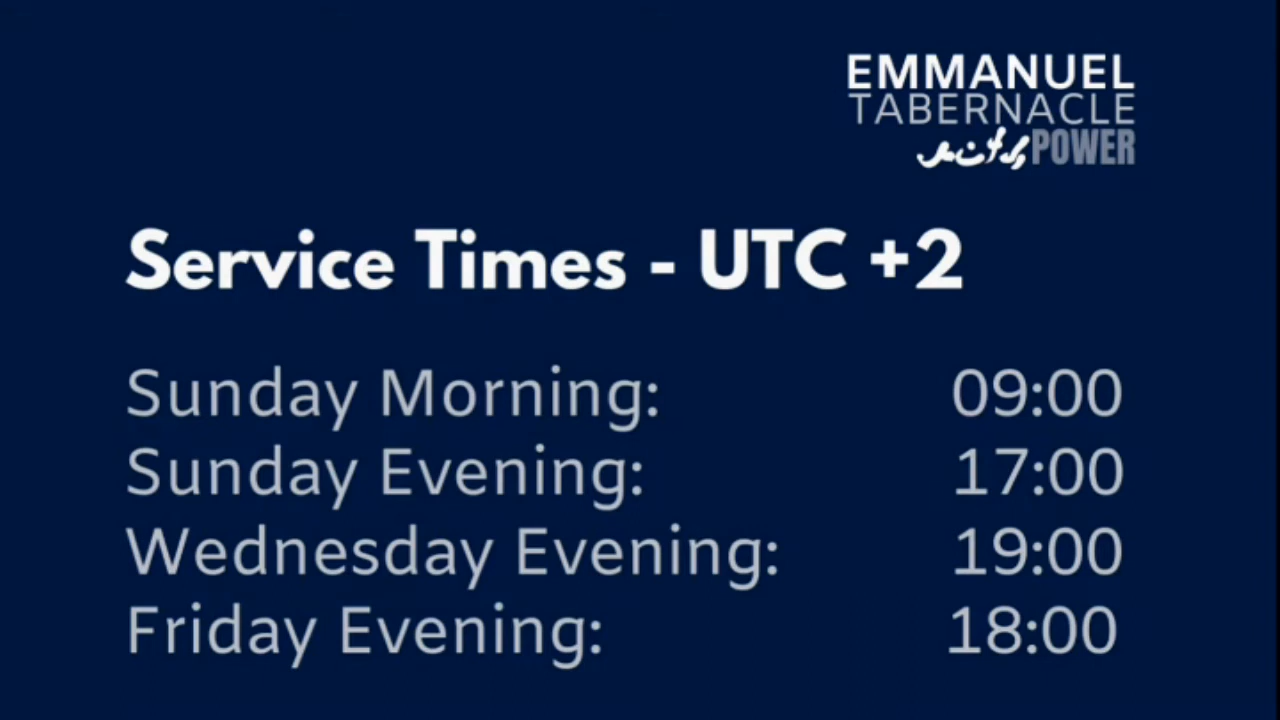 EMMANUEL
TABERNACLE
POWER
Service Times - UTC +2
Sunday Morning: 09:00
Sunday Evening: 17:00
Wednesday Evening: 19:00
Friday Evening: 18:00